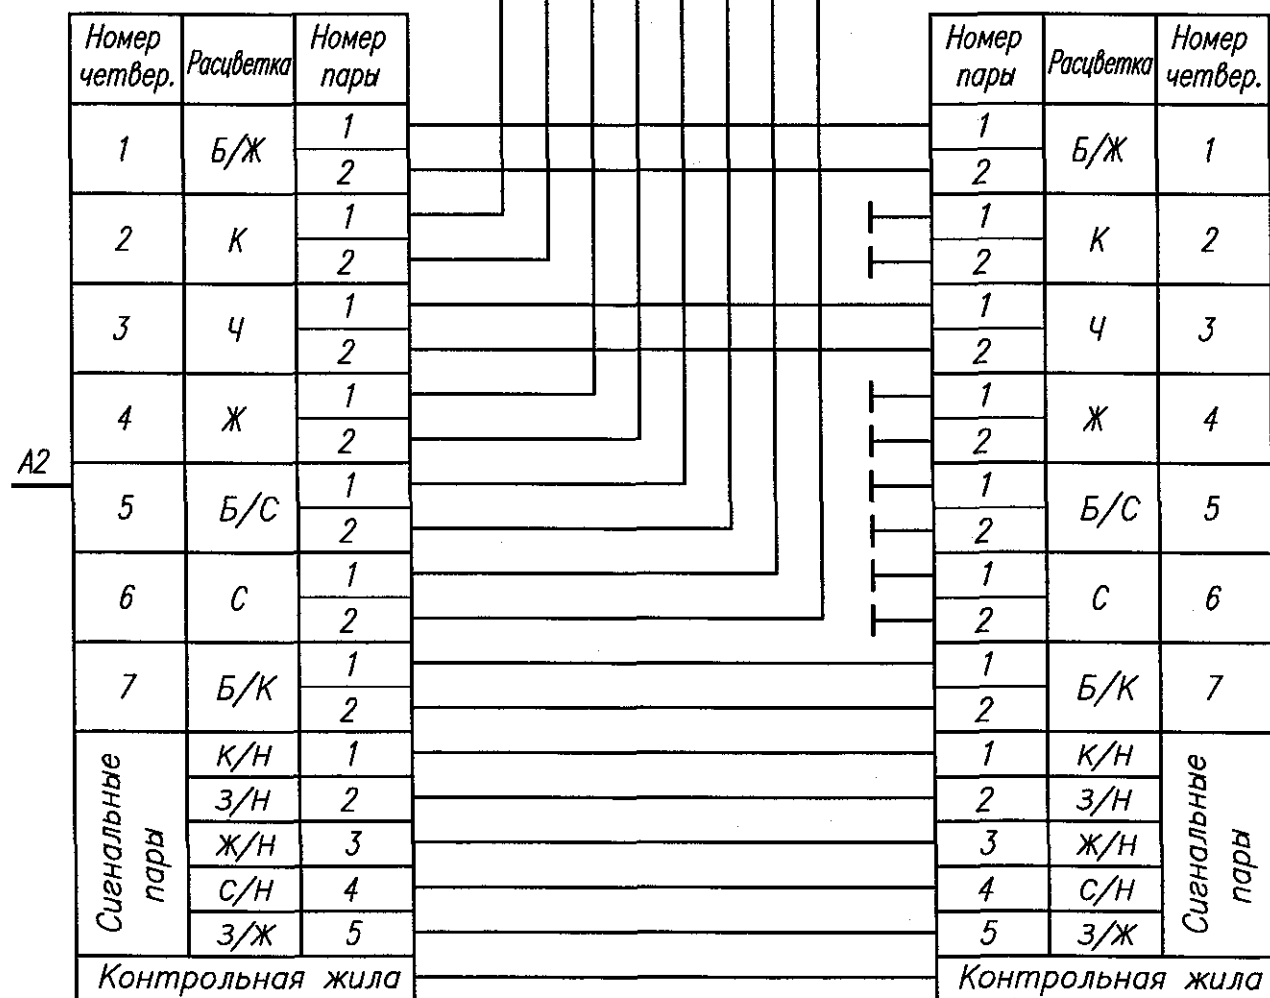 Номер четвер. Расцветка Номер пары
1 Б/Ж 1
2
2 К 1
2
3 Ч 1
2
4 Ж 1
2
А2
5 Б/С 1
2
6 С 1
2
7 Б/К 1
2
Сигнальные пары
К/Н 1
З/Н 2
Ж/Н 3
С/Н 4
З/Ж 5
Контрольная жила
Номер пары Расцветка Номер четвер.
1 Б/Ж 1
2
1 К 2
2
1 Ч 3
2
1 Ж 4
2
1 Б/С 5
2
1 С 6
2
1 Б/К 7
2
1 К/Н
2 З/Н
3 Ж/Н
4 С/Н
5 З/Ж
Сигнальные пары
Контрольная жила